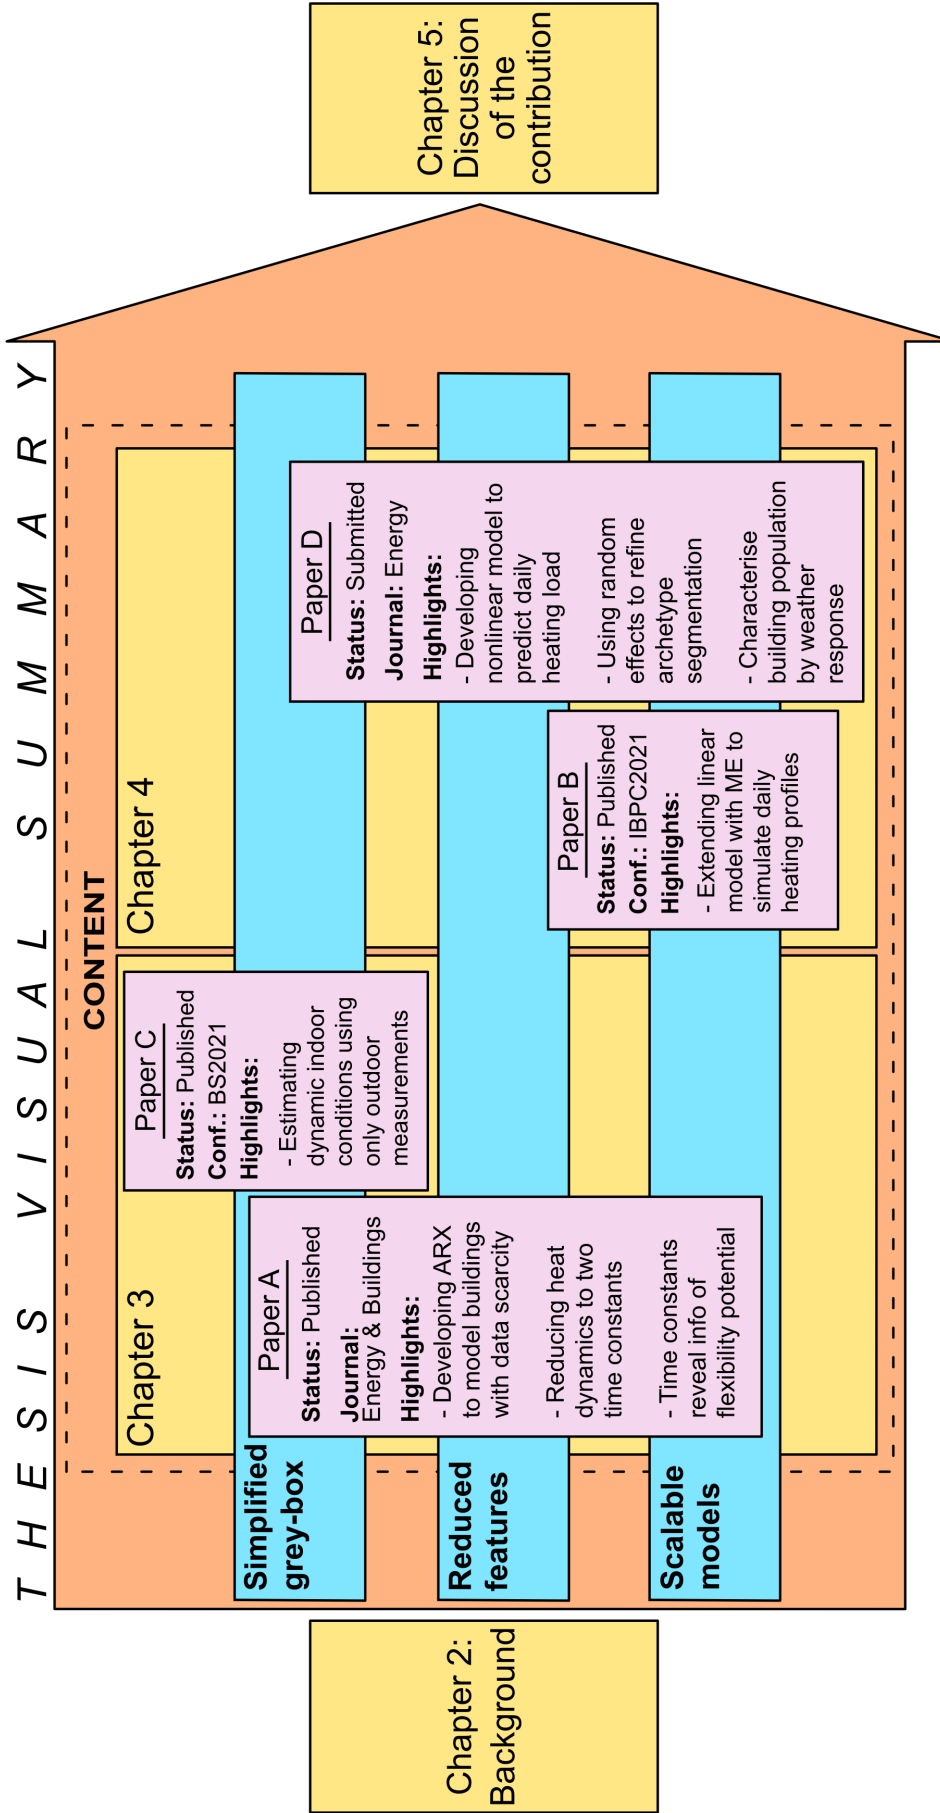 THESIS VISUAL SUMMARY
Chapter 2:
Background
CONTENT
Simplified
grey-box
Reduced
features
Scalable
models
Chapter 3
Paper A
Status: Published
Journal:
Energy & Buildings
Highlights:
- Developing ARX
to model buildings
with data scarcity
- Reducing heat
dynamics to two
time constants
- Time constants
reveal info of
flexibility potential
Paper C
Status: Published
Conf.: BS2021
Highlights:
- Estimating
dynamic indoor
conditions using
only outdoor
measurements
Chapter 4
Paper B
Status: Published
Conf.: IBPC2021
Highlights:
- Extending linear
model with ME to
simulate daily
heating profiles
Paper D
Status: Submitted
Journal: Energy
Highlights:
- Developing
nonlinear model to
predict daily
heating load
- Using random
effects to refine
archetype
segmentation
- Characterise
building population
by weather
response
Chapter 5:
Discussion
of the
contribution